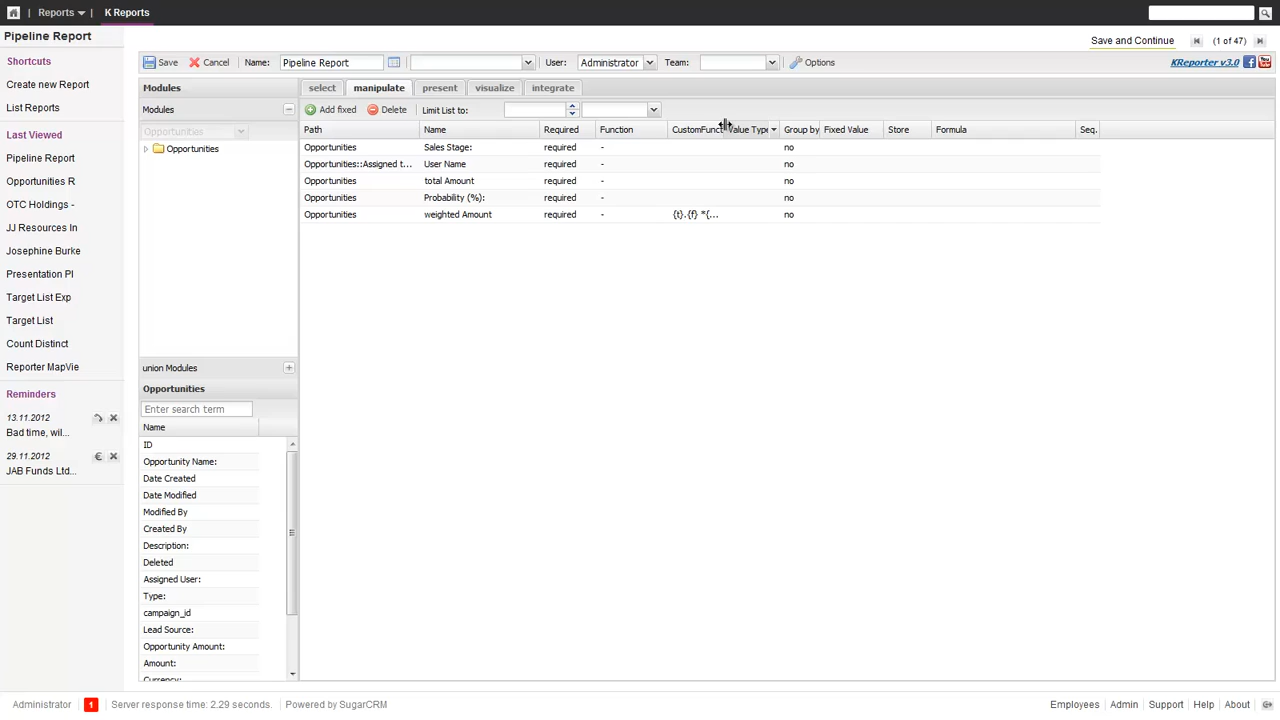 Reports
K Reports
Pipeline Report
Save and Continue
(1 of 47)
Shortcuts
Create new Report
List Reports
Last Viewed
Pipeline Report
Opportunities R
OTC Holdings -
JJ Resources In
Josephine Burke
Presentation Pl
Target List Exp
Target List
Count Distinct
Reporter MapVie
Reminders
13.11.2012
Bad time, wil...
29.11.2012
JAB Funds Ltd...
Save Cancel Name: Pipeline Report User: Administrator Team: Options
KReporter v3.0
Modules
select manipulate present visualize integrate
Modules
Add fixed Delete Limit List to:
Opportunities
Opportunities
Path Name Required Function CustomFunct Value Type Group by Fixed Value Store Formula Seq.
Opportunities Sales Stage: required - no
Opportunities::Assigned t... User Name required - no
Opportunities total Amount required - no
Opportunities Probability (%): required - no
Opportunities weighted Amount required - {t}.{f} *{... no
union Modules
Opportunities
Enter search term
Name
ID
Opportunity Name:
Date Created
Date Modified
Modified By
Created By
Description:
Deleted
Assigned User:
Type:
campaign_id
Lead Source:
Opportunity Amount:
Amount:
Currency:
Administrator 1 Server response time: 2.29 seconds. Powered by SugarCRM
Employees Admin Support Help About